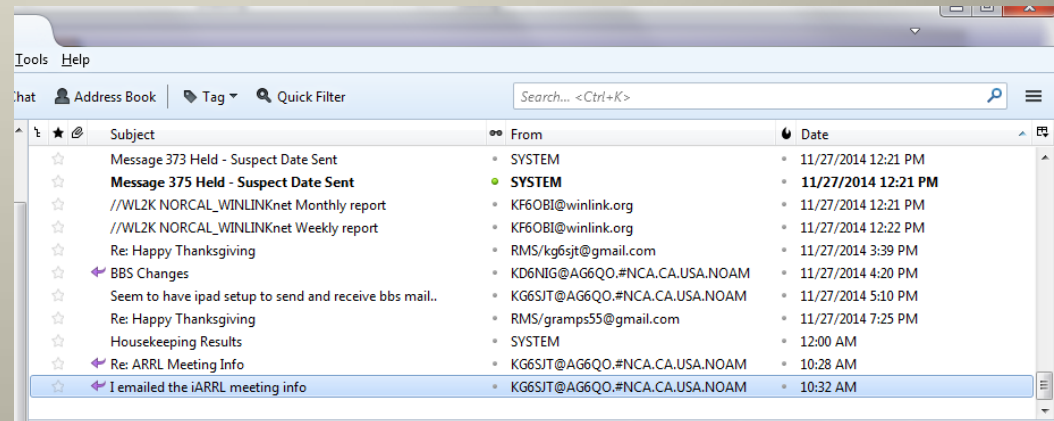 Tools Help
Chat Address Book Tag Quick Filter Search... <Ctrl+K>
Subject From Date
Message 373 Held - Suspect Date Sent SYSTEM 11/27/2014 12:21 PM
Message 375 Held - Suspect Date Sent SYSTEM 11/27/2014 12:21 PM
//WL2K NORCAL_WINLINKnet Monthly report KF6OBI@winlink.org 11/27/2014 12:21 PM
//WL2K NORCAL_WINLINKnet Weekly report KF6OBI@winlink.org 11/27/2014 12:22 PM
Re: Happy Thanksgiving RMS/kg6sjt@gmail.com 11/27/2014 3:39 PM
BBS Changes KD6NIG@AG6QO.#NCA.CA.USA.NOAM 11/27/2014 4:20 PM
Seem to have ipad setup to send and receive bbs mail.. KG6SJT@AG6QO.#NCA.CA.USA.NOAM 11/27/2014 5:10 PM
Re: Happy Thanksgiving RMS/gramps55@gmail.com 11/27/2014 7:25 PM
Housekeeping Results SYSTEM 12:00 AM
Re: ARRL Meeting Info KG6SJT@AG6QO.#NCA.CA.USA.NOAM 10:28 AM
I emailed the iARRL meeting info KG6SJT@AG6QO.#NCA.CA.USA.NOAM 10:32 AM